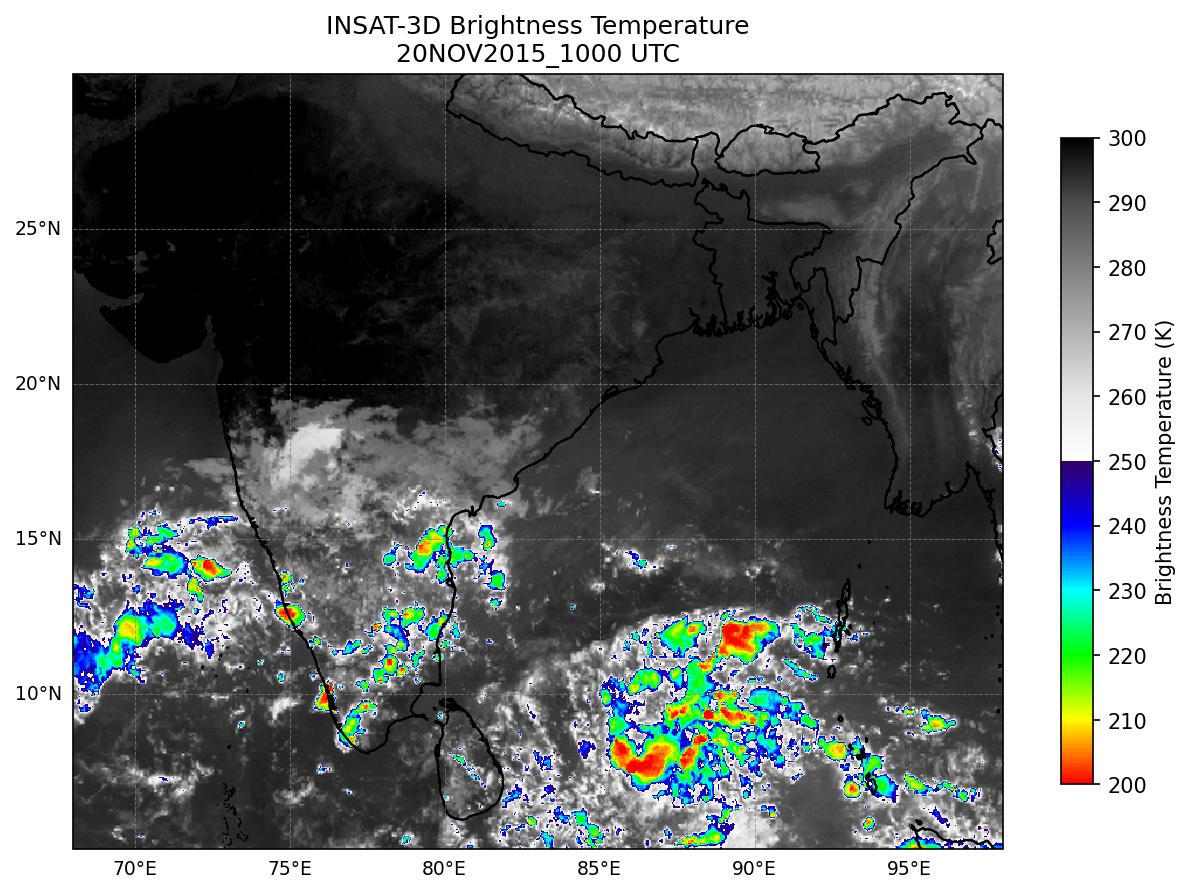 INSAT-3D Brightness Temperature
20NOV2015_1000 UTC
25°N
20°N
15°N
10°N
70°E
75°E
80°E
85°E
90°E
95°E
300
290
280
270
260
250
240
230
220
210
200
Brightness Temperature (K)